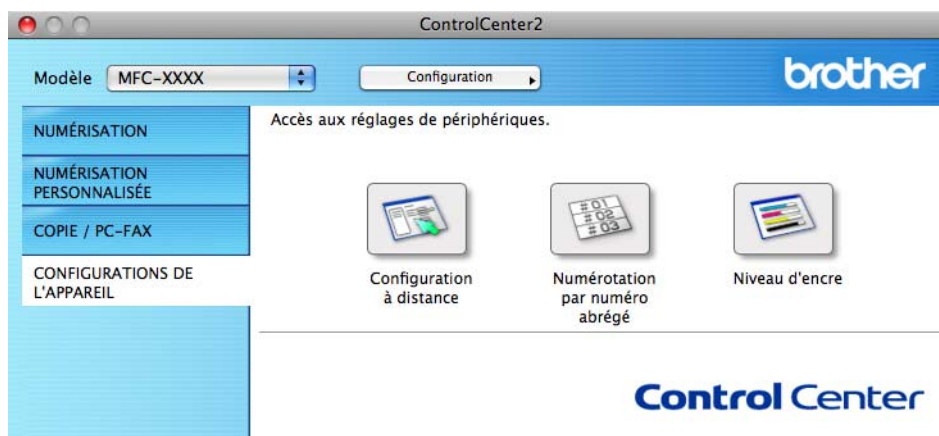 ControlCenter2
Modèle MFC-XXXX Configuration brother
NUMÉRISATION
NUMÉRISATION
PERSONNALISÉE
COPIE / PC-FAX
CONFIGURATIONS DE
L'APPAREIL
Accès aux réglages de périphériques.
# 01
# 02
# 03
Configuration
à distance
Numérotation
par numéro
abrégé
Niveau d'encre
Control Center